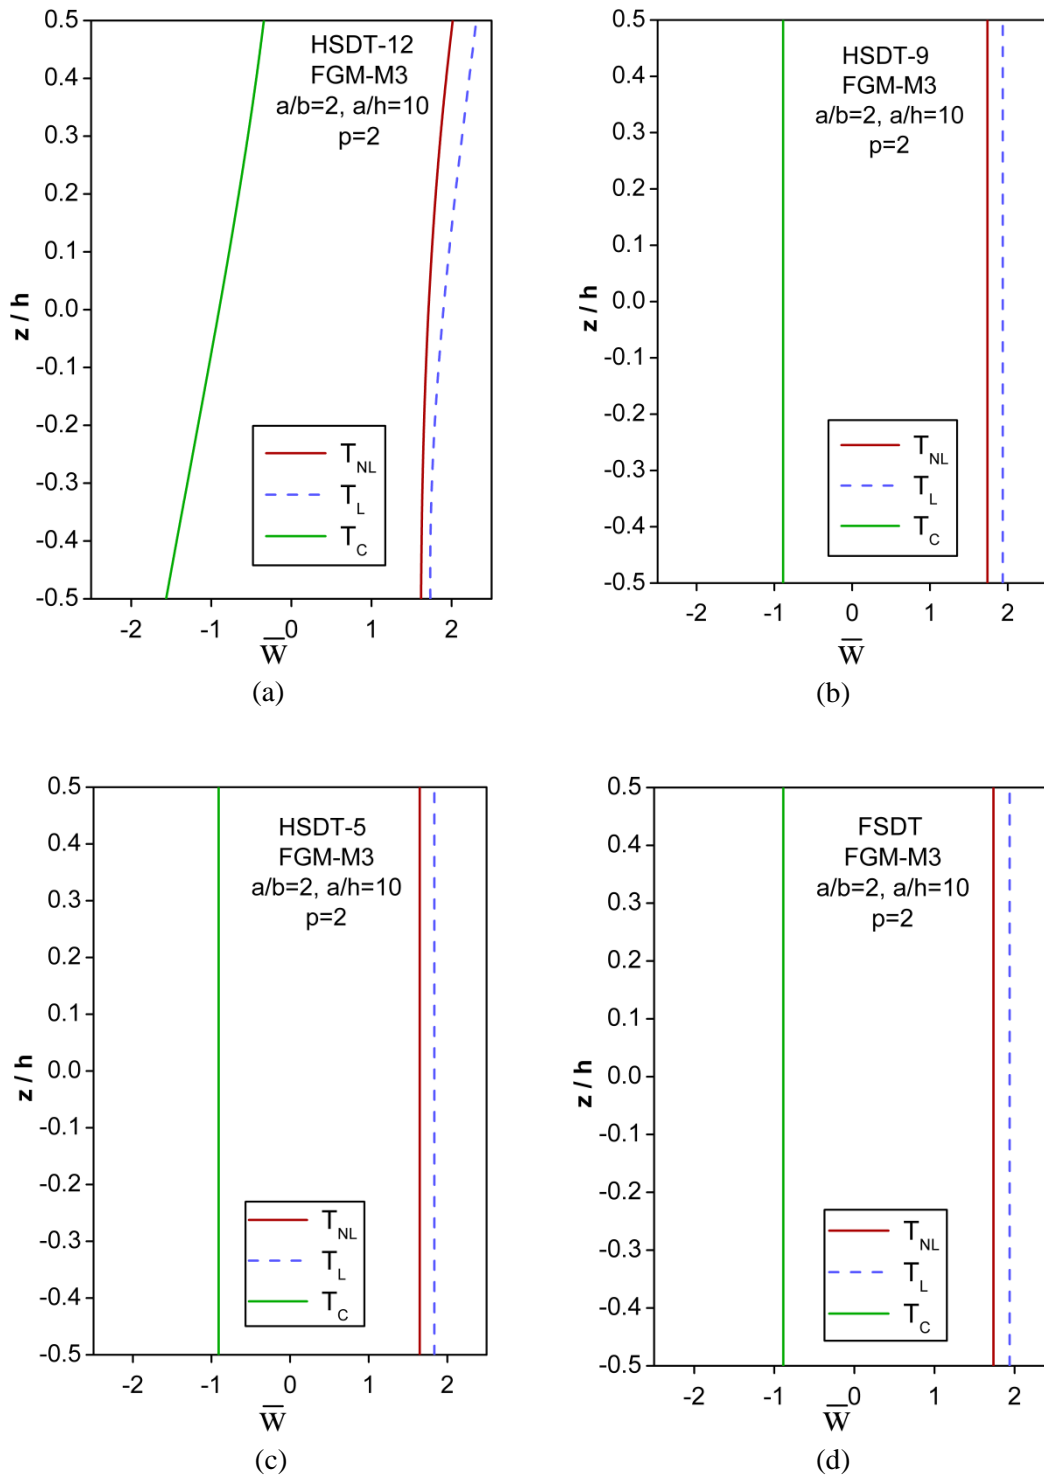 0.5
0.4
0.3
0.2
0.1
0.0
-0.1
-0.2
-0.3
-0.4
-0.5
z / h
HSDT-12
FGM-M3
a/b=2, a/h=10
p=2
T_NL
T_L
T_C
-2 -1 0 1 2
w̅
(a)
0.5
0.4
0.3
0.2
0.1
0.0
-0.1
-0.2
-0.3
-0.4
-0.5
z / h
HSDT-9
FGM-M3
a/b=2, a/h=10
p=2
T_NL
T_L
T_C
-2 -1 0 1 2
w̅
(b)
0.5
0.4
0.3
0.2
0.1
0.0
-0.1
-0.2
-0.3
-0.4
-0.5
z / h
HSDT-5
FGM-M3
a/b=2, a/h=10
p=2
T_NL
T_L
T_C
-2 -1 0 1 2
w̅
(c)
0.5
0.4
0.3
0.2
0.1
0.0
-0.1
-0.2
-0.3
-0.4
-0.5
z / h
FSDT
FGM-M3
a/b=2, a/h=10
p=2
T_NL
T_L
T_C
-2 -1 0 1 2
w̅
(d)